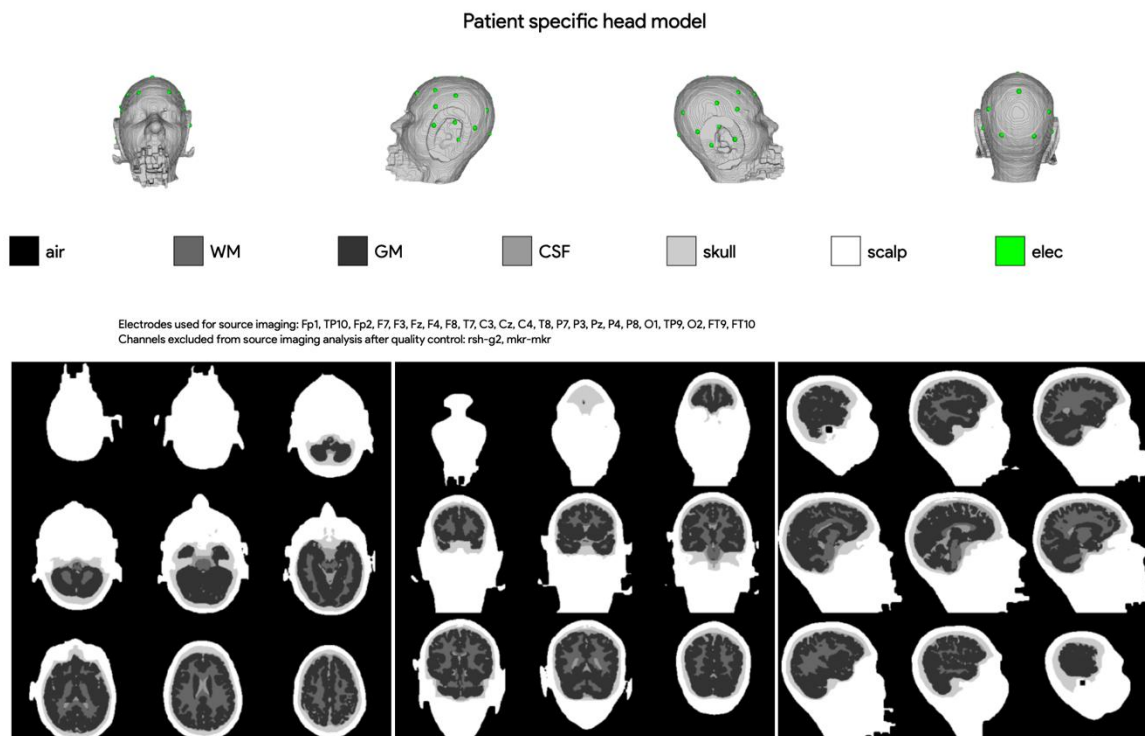 Patient specific head model
air
WM
GM
CSF
skull
scalp
elec
Electrodes used for source imaging: Fp1, TP10, Fp2, F7, F3, Fz, F4, F8, T7, C3, Cz, C4, T8, P7, P3, Pz, P4, P8, O1, TP9, O2, FT9, FT10
Channels excluded from source imaging analysis after quality control: rsh-g2, mkr-mkr